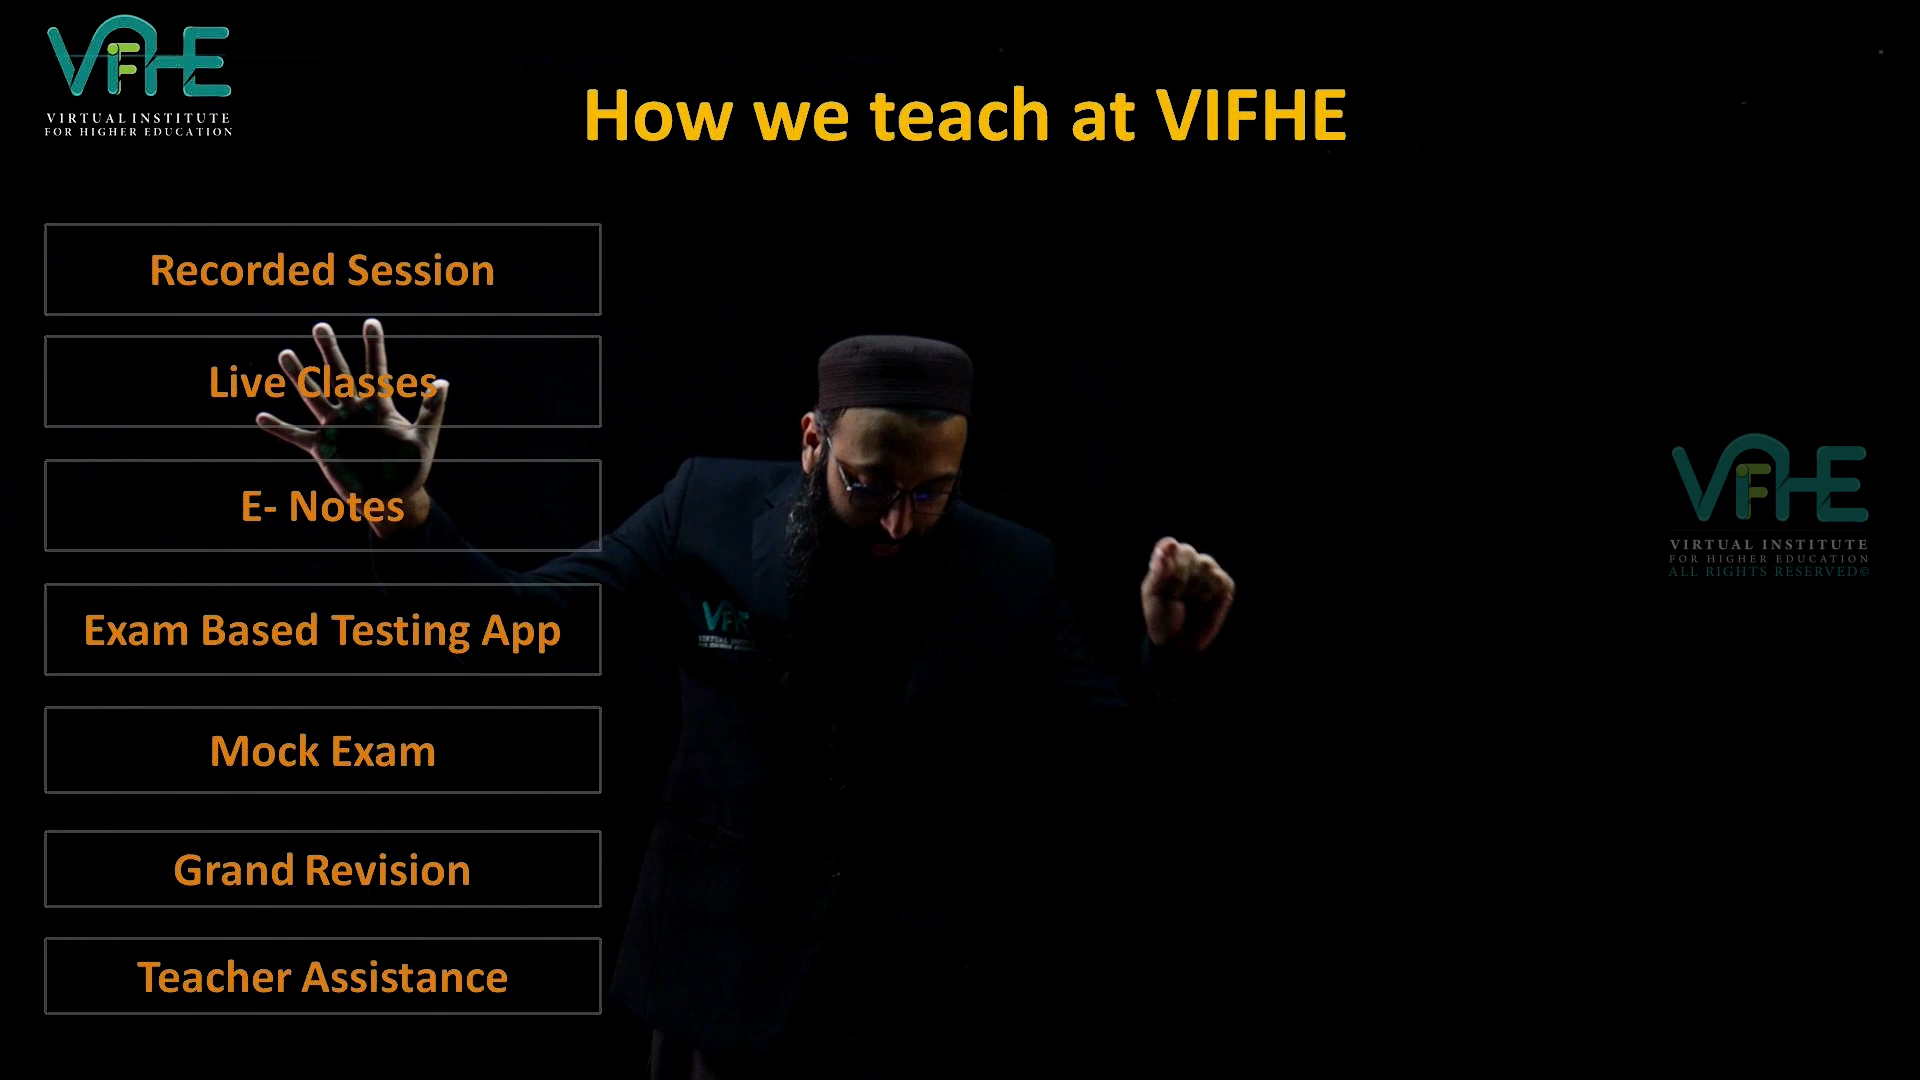 VIFHE
VIRTUAL INSTITUTE
FOR HIGHER EDUCATION
How we teach at VIFHE
Recorded Session
Live Classes
E- Notes
Exam Based Testing App
Mock Exam
Grand Revision
Teacher Assistance
VIFHE
VIRTUAL INSTITUTE
FOR HIGHER EDUCATION
ALL RIGHTS RESERVED©